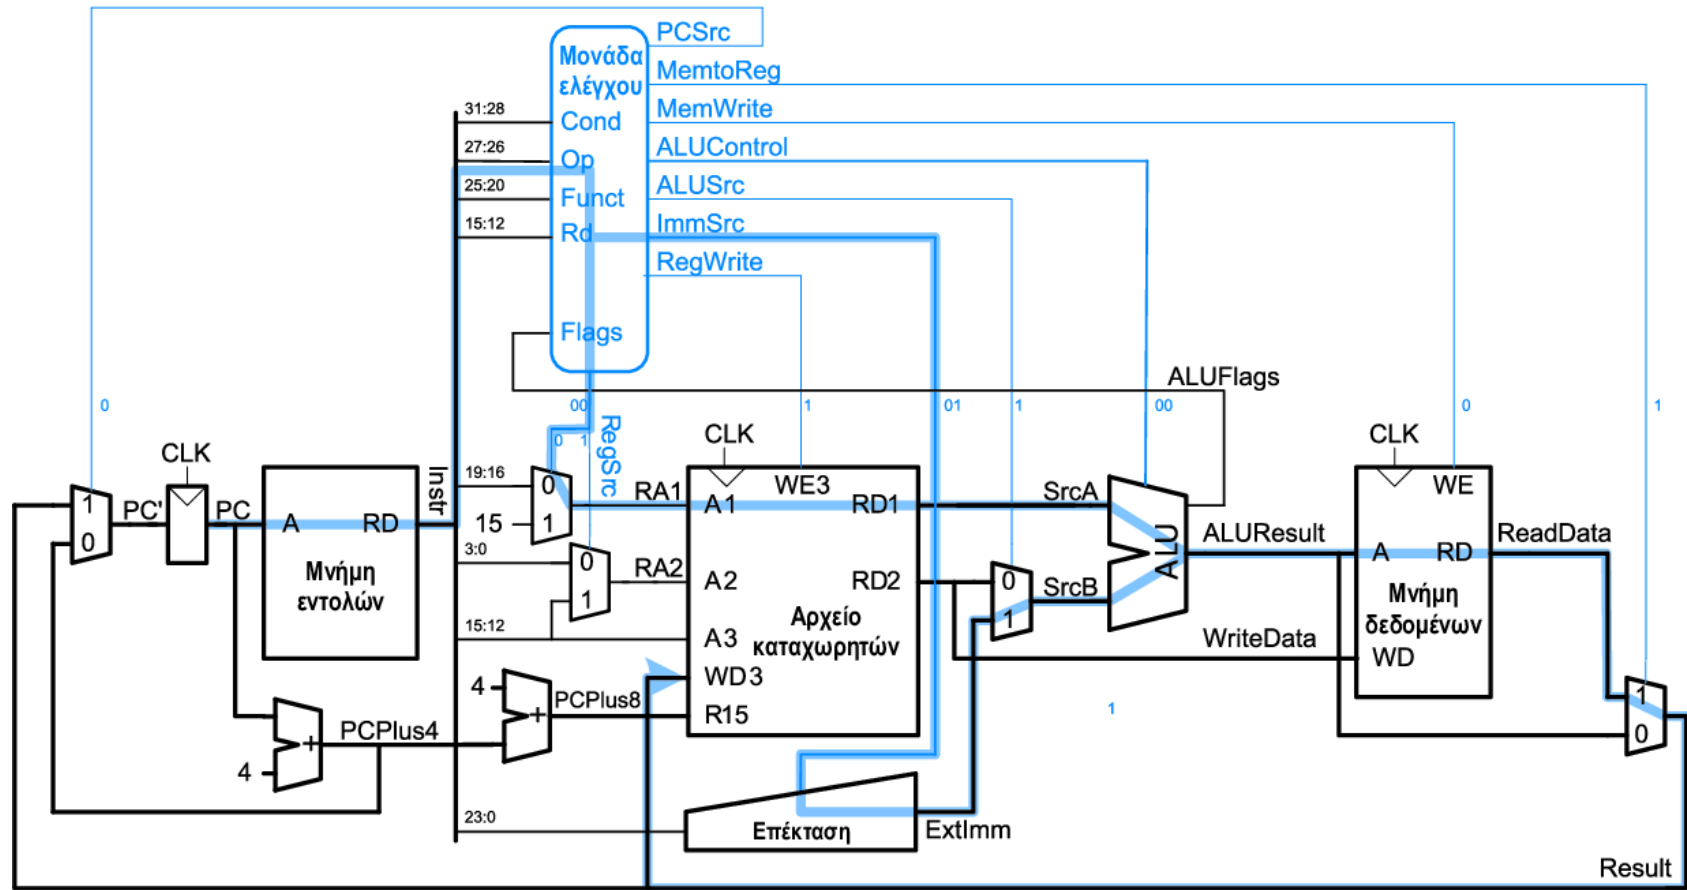 PCSrc
Μονάδα
ελέγχου
MemtoReg
31:28
Cond
MemWrite
27:26
Op
ALUControl
25:20
Funct
ALUSrc
15:12
Rd
ImmSrc
RegWrite
Flags
ALUFlags
0
00
0 1
RegSrc
1
01
1
00
0
1
CLK
CLK
CLK
1
0
PC'
PC
A
RD
Μνήμη
εντολών
Instr
19:16
0
15
1
RA1
3:0
0
1
RA2
15:12
A1
WE3
RD1
A2
RD2
A3
Αρχείο
καταχωρητών
WD3
R15
SrcA
0
1
SrcB
ALU
ALUResult
WE
A
RD
Μνήμη
δεδομένων
WD
ReadData
WriteData
1
1
0
4
+
PCPlus8
PCPlus4
+
4
23:0
Επέκταση
ExtImm
Result